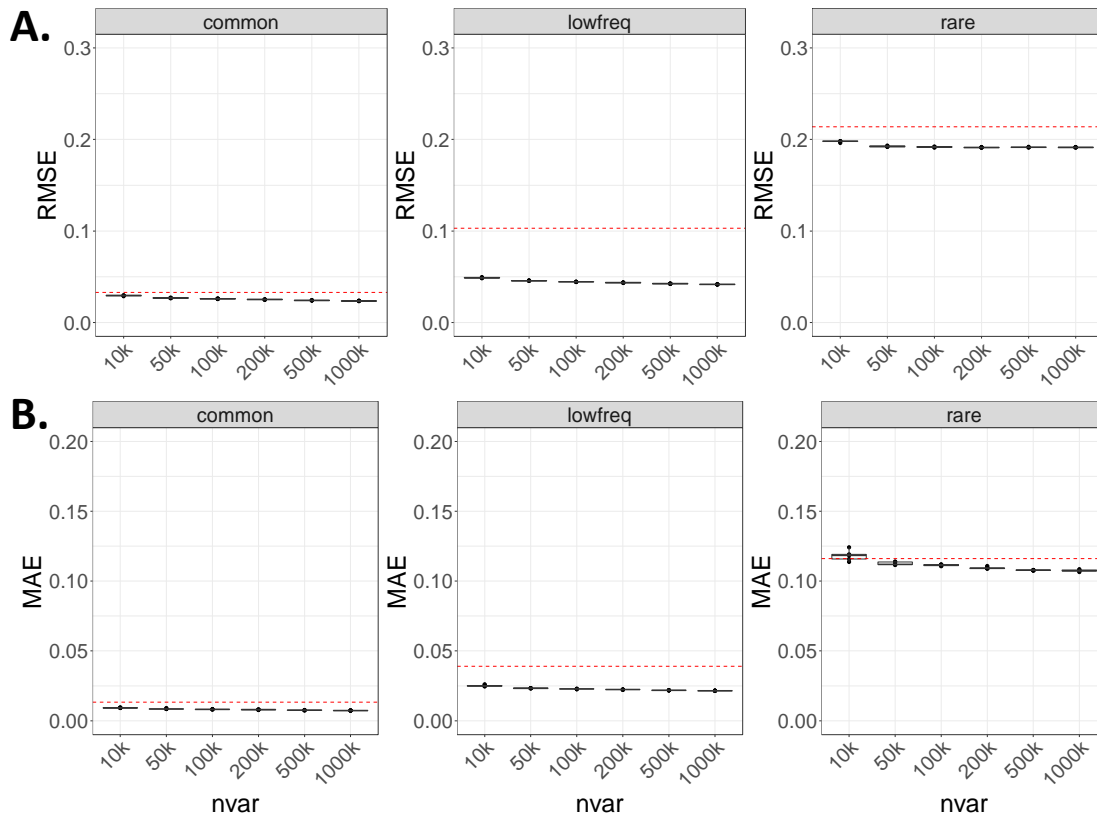 A.
common
lowfreq
rare
RMSE
0.3
0.2
0.1
0.0
10k
50k
100k
200k
500k
1000k
RMSE
0.3
0.2
0.1
0.0
10k
50k
100k
200k
500k
1000k
RMSE
0.3
0.2
0.1
0.0
10k
50k
100k
200k
500k
1000k
B.
common
lowfreq
rare
MAE
0.20
0.15
0.10
0.05
0.00
10k
50k
100k
200k
500k
1000k
nvar
MAE
0.20
0.15
0.10
0.05
0.00
10k
50k
100k
200k
500k
1000k
nvar
MAE
0.20
0.15
0.10
0.05
0.00
10k
50k
100k
200k
500k
1000k
nvar